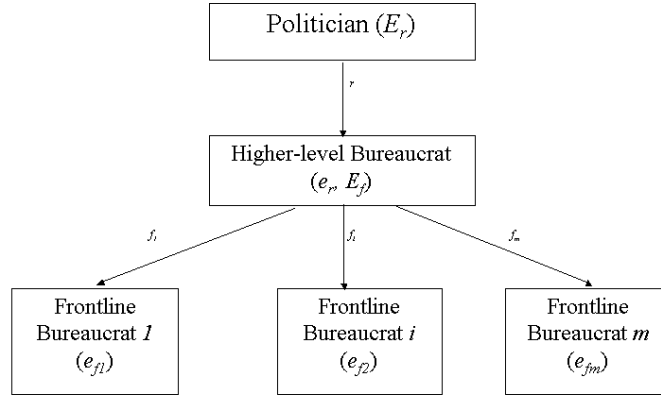 Politician (E_r)
r
Higher-level Bureaucrat
(e_r, E_f)
f_1 f_i f_m
Frontline
Bureaucrat 1
(e_f1)
Frontline
Bureaucrat i
(e_f2)
Frontline
Bureaucrat m
(e_fm)